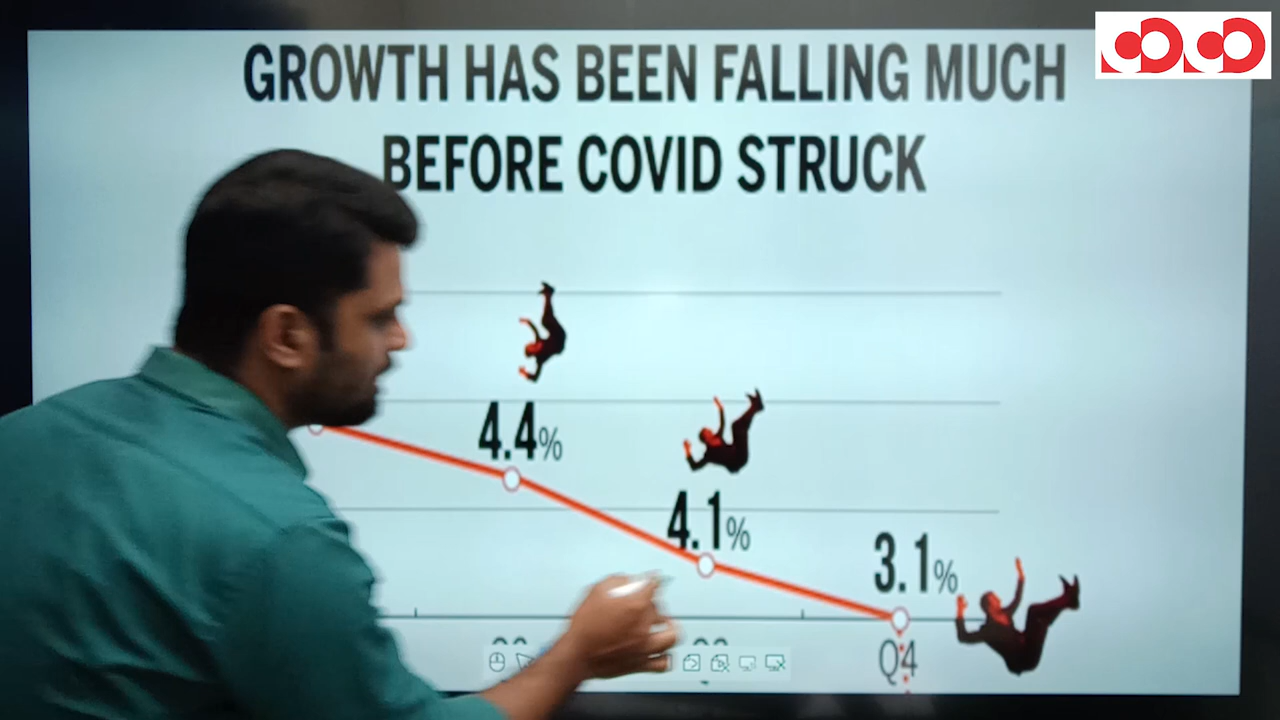 GROWTH HAS BEEN FALLING MUCH
BEFORE COVID STRUCK
4.4%
4.1%
3.1%
Q4